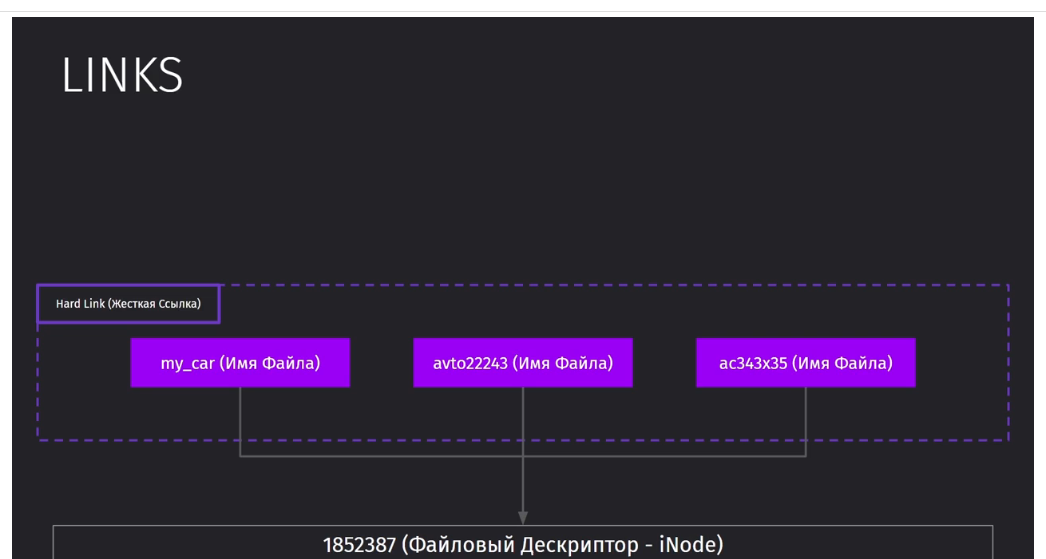 LINKS
Hard Link (Жесткая Ссылка)
my_car (Имя Файла)
avto22243 (Имя Файла)
ac343x35 (Имя Файла)
1852387 (Файловый Дескриптор - iNode)